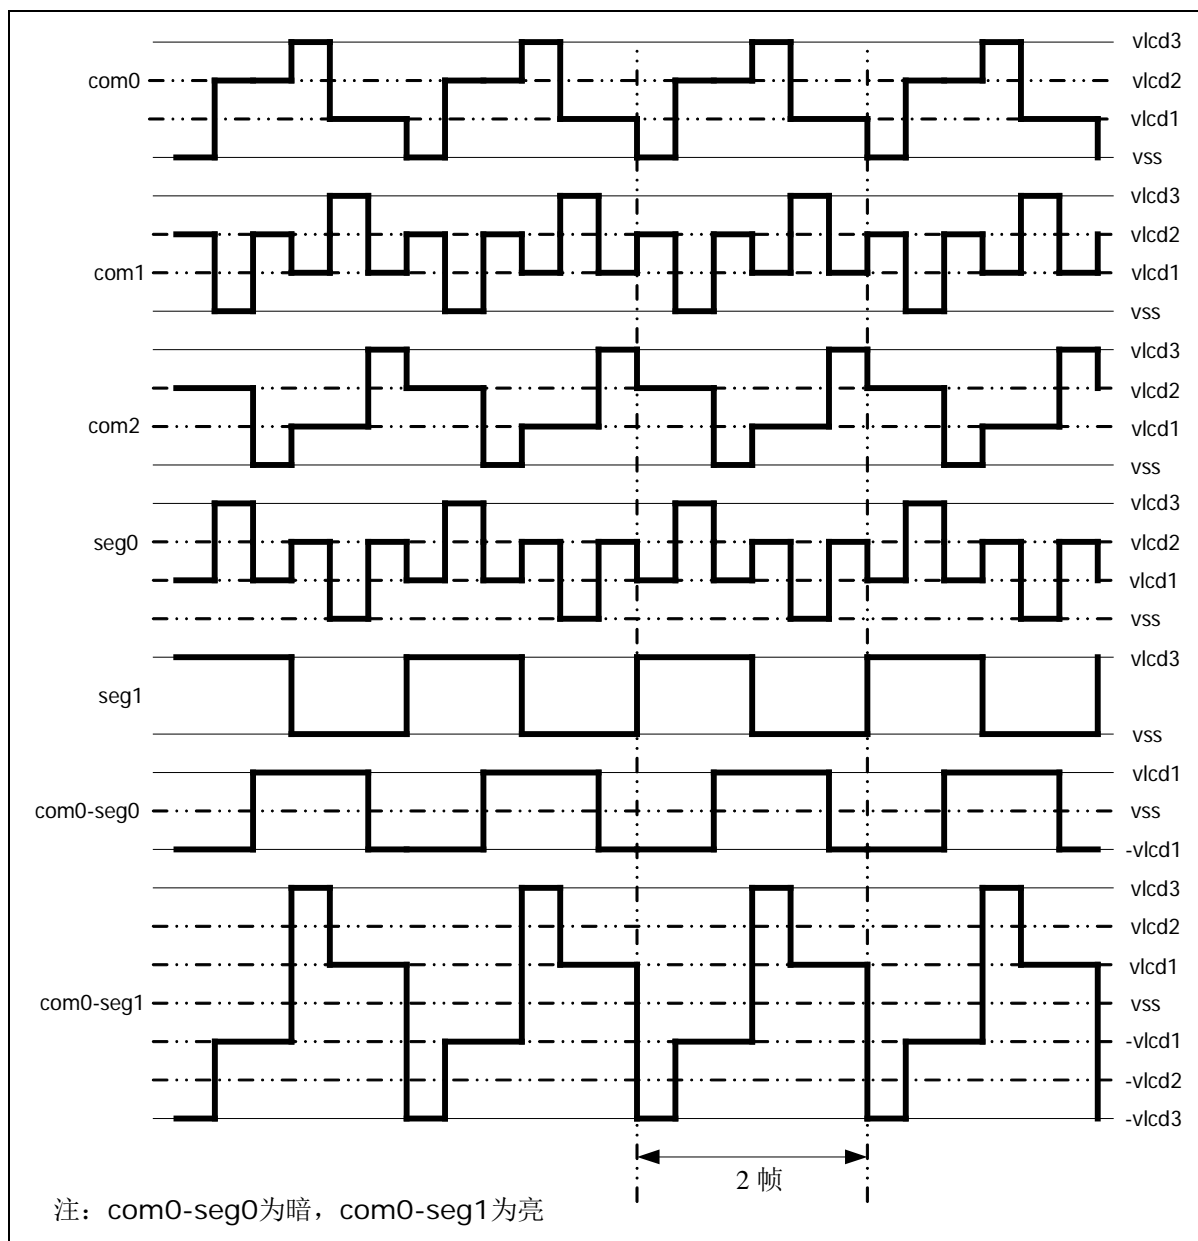 vlcd3
com0
vlcd2
vlcd1
vss
vlcd3
vlcd2
com1
vlcd1
vss
vlcd3
vlcd2
com2
vlcd1
vss
vlcd3
seg0
vlcd2
vlcd1
vss
vlcd3
seg1
vss
vlcd1
com0-seg0
vss
-vlcd1
vlcd3
vlcd2
vlcd1
com0-seg1
vss
-vlcd1
-vlcd2
-vlcd3
2 帧
注：com0-seg0为暗，com0-seg1为亮